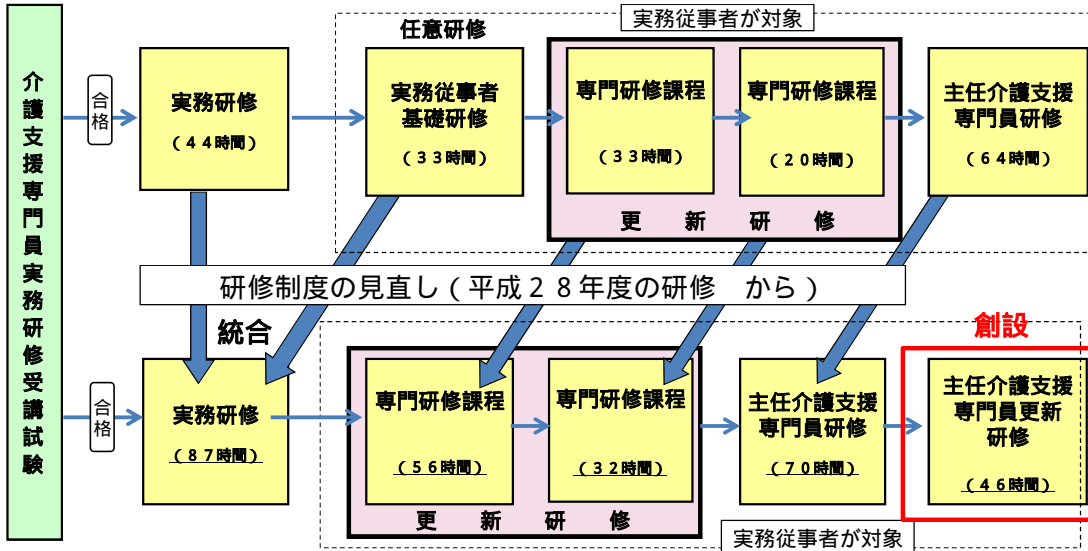 介護支援専門員実務研修受講試験
実務従事者が対象
任意研修
合格
実務研修
（４４時間）
実務従事者
基礎研修
（３３時間）
専門研修課程
（３３時間）
専門研修課程
（２０時間）
主任介護支援
専門員研修
（６４時間）
更　新　研　修
研修制度の見直し（平成２８年度の研修　から）
統合
創設
合格
実務研修
（８７時間）
専門研修課程
（５６時間）
専門研修課程
（３２時間）
主任介護支援
専門員研修
（７０時間）
主任介護支援
専門員更新
研修
（４６時間）
更　新　研　修
実務従事者が対象